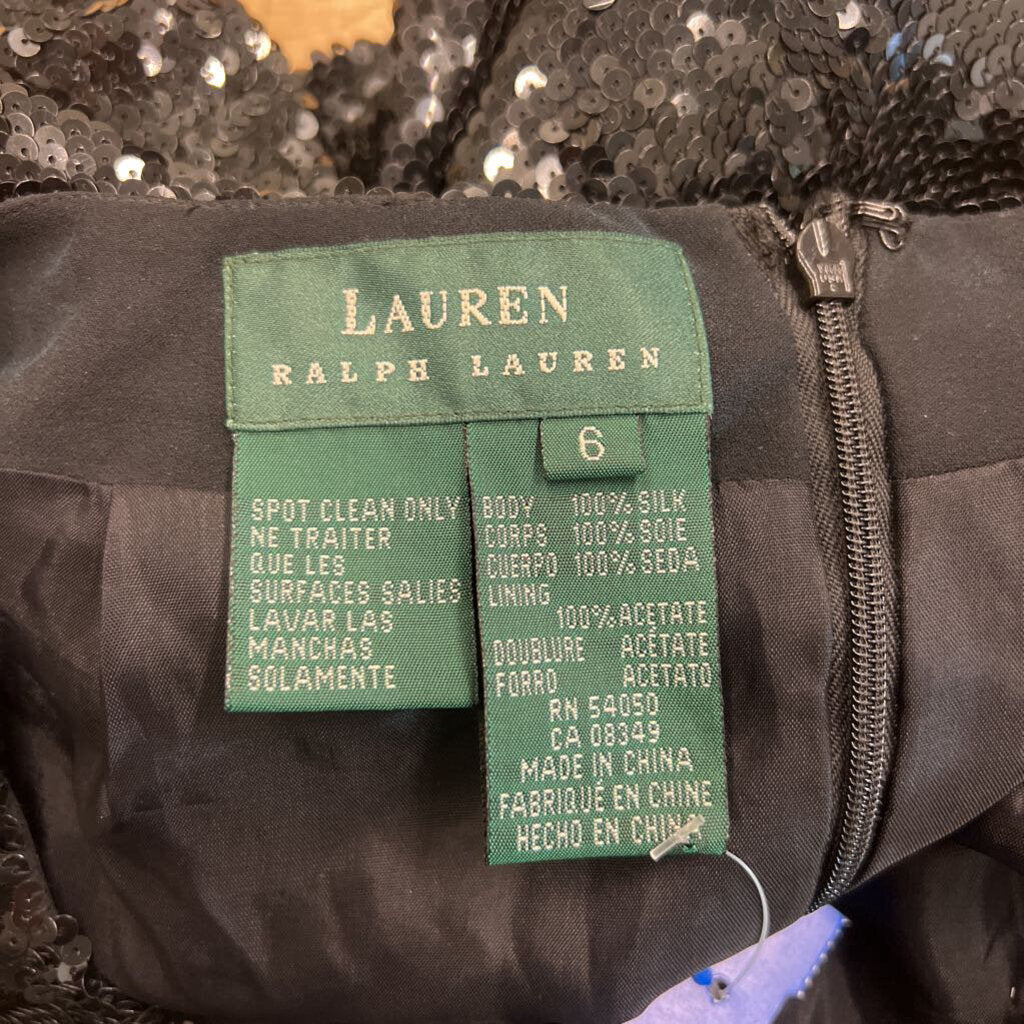 LAUREN
RALPH LAUREN
6
SPOT CLEAN ONLY
NE TRAITER
QUE LES
SURFACES SALIES
LAVAR LAS
MANCHAS
SOLAMENTE
BODY 100% SILK
CORPS 100% SOIE
CUERPO 100% SEDA
LINING
100% ACETATE
DOUBLURE ACÉTATE
FORRO ACETATO
RN 54050
CA 08349
MADE IN CHINA
FABRIQUÉ EN CHINE
HECHO EN CHINA